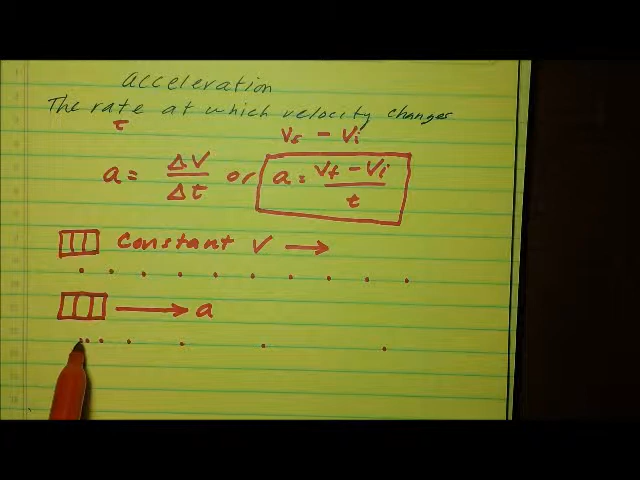 acceleration
The rate at which velocity changes
t Vf - Vi
a = ΔV/Δt or a = Vf - Vi/t
constant V →
→ a